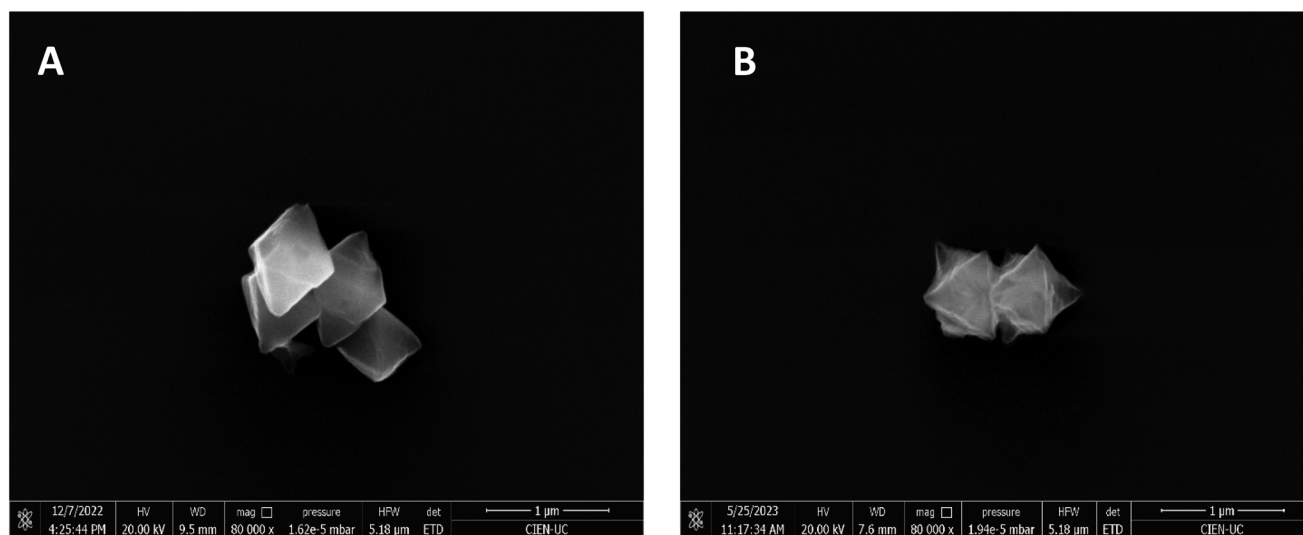 A
B
12/7/2022 HV WD mag pressure HFW det 1 µm
4:25:44 PM 20.00 kV 9.5 mm 80 000 x 1.62e-5 mbar 5.18 µm ETD CIEN-UC
5/25/2023 HV WD mag pressure HFW det 1 µm
11:17:34 AM 20.00 kV 7.6 mm 80 000 x 1.94e-5 mbar 5.18 µm ETD CIEN-UC